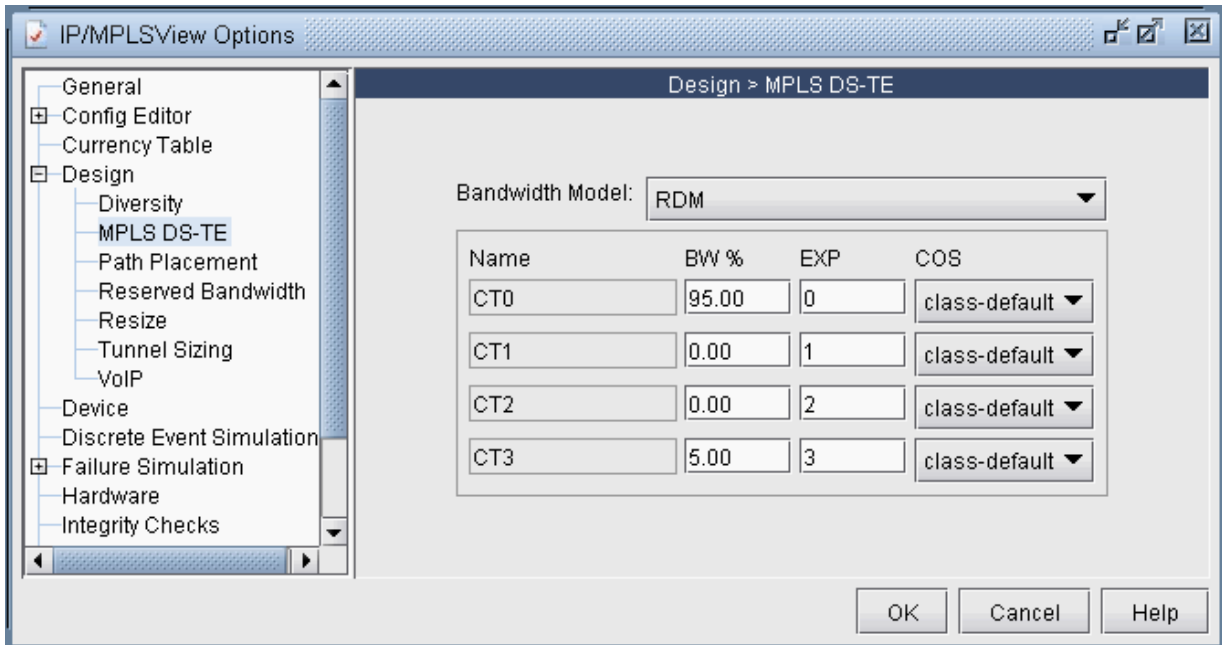 IP/MPLSView Options
General
Config Editor
Currency Table
Design
Diversity
MPLS DS-TE
Path Placement
Reserved Bandwidth
Resize
Tunnel Sizing
VoIP
Device
Discrete Event Simulation
Failure Simulation
Hardware
Integrity Checks
Design > MPLS DS-TE
Bandwidth Model: RDM
Name BW % EXP COS
CT0 95.00 0 class-default
CT1 0.00 1 class-default
CT2 0.00 2 class-default
CT3 5.00 3 class-default
OK Cancel Help